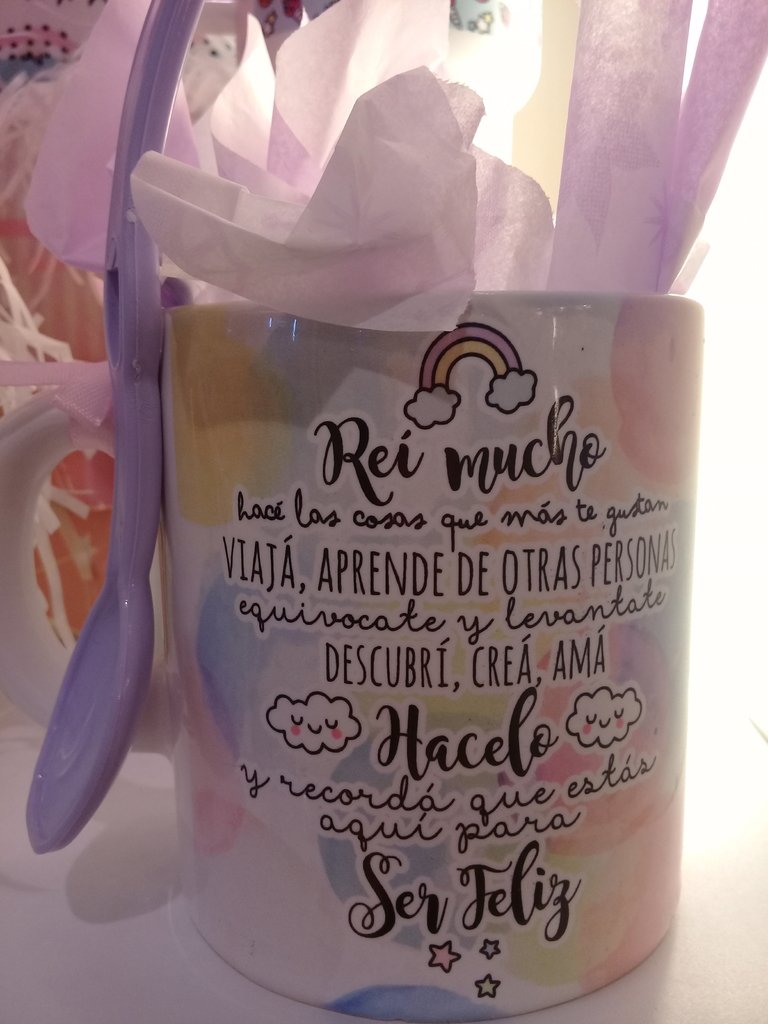 Reí mucho
hacé las cosas que más te gustan
VIAJÁ, APRENDE DE OTRAS PERSONAS
equivocate y levantate
DESCUBRÍ, CREÁ, AMÁ
Hacelo
y recordá que estás
aquí para
Ser Feliz